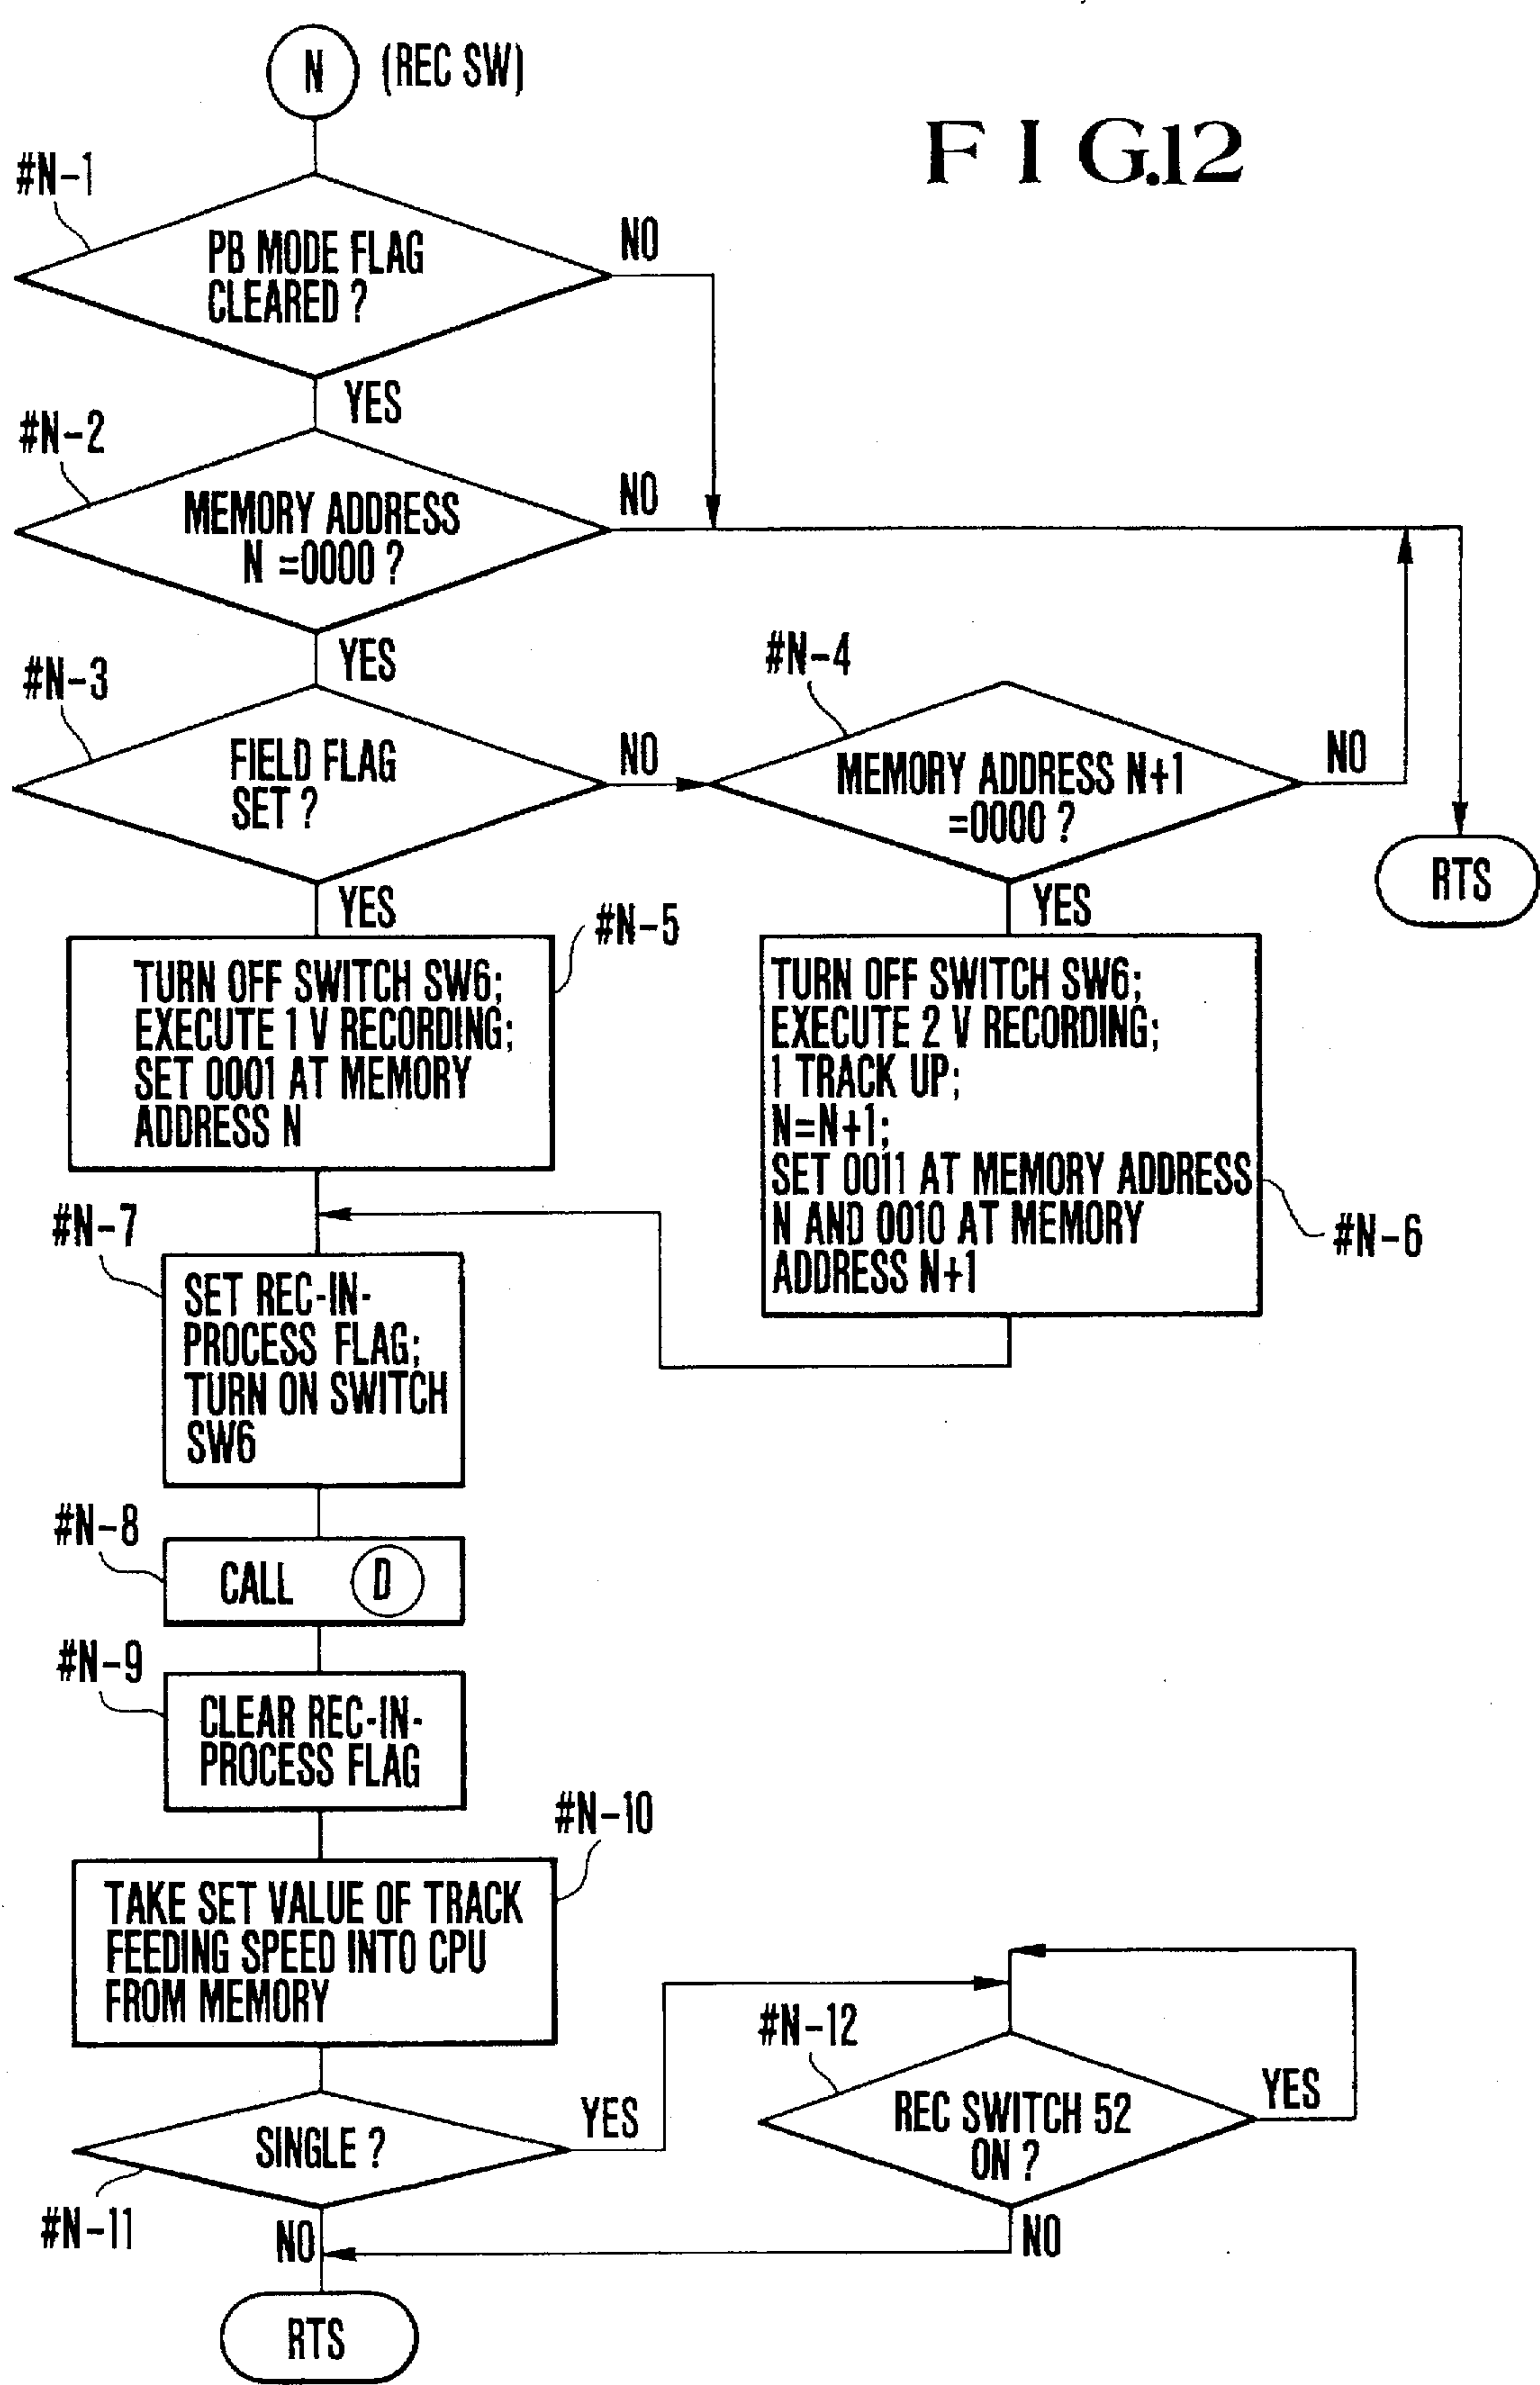 N (REC SW)
FIG.12
#N-1
PB MODE FLAG
CLEARED ?
NO
YES
#N-2
MEMORY ADDRESS
N =0000 ?
NO
YES
#N-3
FIELD FLAG
SET ?
NO
YES
#N-4
MEMORY ADDRESS N+1
=0000 ?
NO
YES
RTS
#N-5
TURN OFF SWITCH SW6;
EXECUTE 1 V RECORDING;
SET 0001 AT MEMORY
ADDRESS N
TURN OFF SWITCH SW6;
EXECUTE 2 V RECORDING;
1 TRACK UP;
N=N+1;
SET 0011 AT MEMORY ADDRESS
N AND 0010 AT MEMORY
ADDRESS N+1
#N-6
#N-7
SET REC-IN-
PROCESS FLAG;
TURN ON SWITCH
SW6
#N-8
CALL D
#N-9
CLEAR REC-IN-
PROCESS FLAG
#N-10
TAKE SET VALUE OF TRACK
FEEDING SPEED INTO CPU
FROM MEMORY
#N-11
SINGLE ?
YES
NO
#N-12
REC SWITCH 52
ON ?
YES
NO
RTS